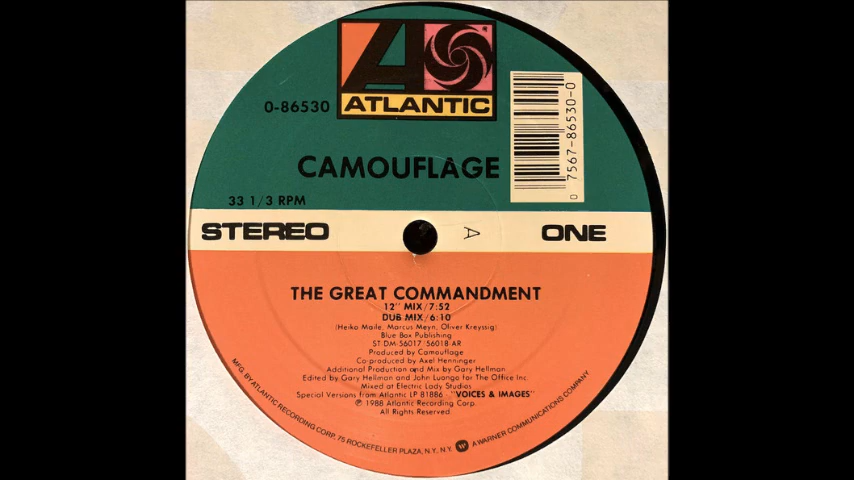 ATLANTIC
0-86530
0 7567-86530-0
CAMOUFLAGE
33 1/3 RPM
STEREO
A
ONE
THE GREAT COMMANDMENT
12" MIX/7:52
DUB MIX/6:10
(Heiko Maile, Marcus Meyn, Oliver Kreyssig)
Blue Box Publishing
ST-DM-56017/56018-AR
Produced by Camouflage
Co-produced by Axel Henninger
Additional Production and Mix by Gary Hellman
Edited by Gary Hellman and John Luongo for The Office Inc.
Mixed at Electric Lady Studios
Special Versions from Atlantic LP 81886 - "VOICES & IMAGES"
℗ 1988 Atlantic Recording Corp.
All Rights Reserved.
MFG. BY ATLANTIC RECORDING CORP. 75 ROCKEFELLER PLAZA, N.Y., N.Y. A WARNER COMMUNICATIONS COMPANY